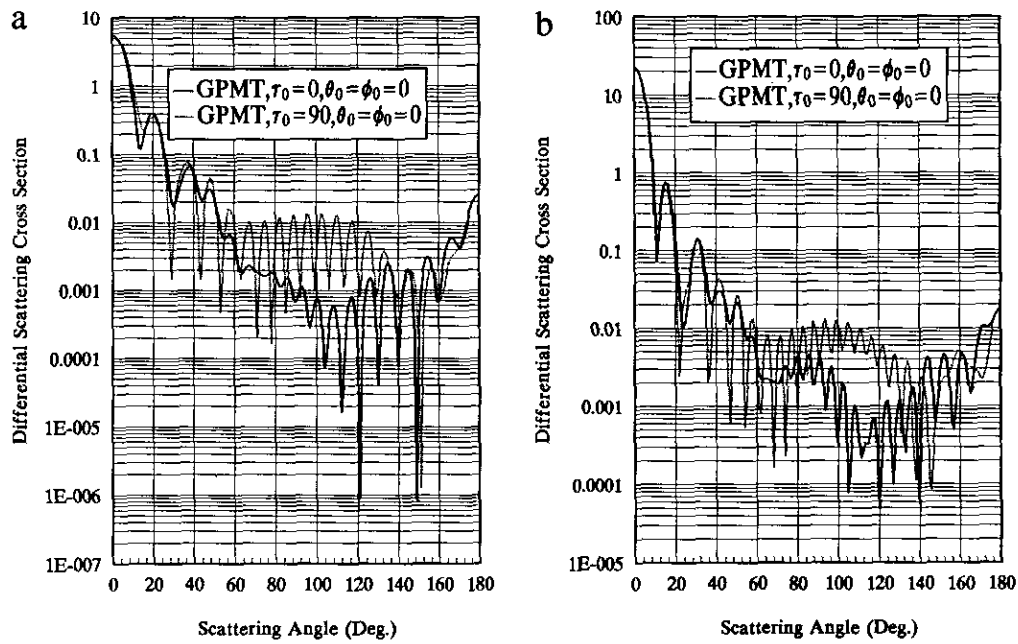 a
10
1
0.1
0.01
0.001
0.0001
1E-005
1E-006
1E-007
Differential Scattering Cross Section
GPMT,τ₀=0,θ₀=ϕ₀=0
GPMT,τ₀=90,θ₀=ϕ₀=0
0 20 40 60 80 100 120 140 160 180
Scattering Angle (Deg.)
b
100
10
1
0.1
0.01
0.001
0.0001
1E-005
Differential Scattering Cross Section
GPMT,τ₀=0,θ₀=ϕ₀=0
GPMT,τ₀=90,θ₀=ϕ₀=0
0 20 40 60 80 100 120 140 160 180
Scattering Angle (Deg.)